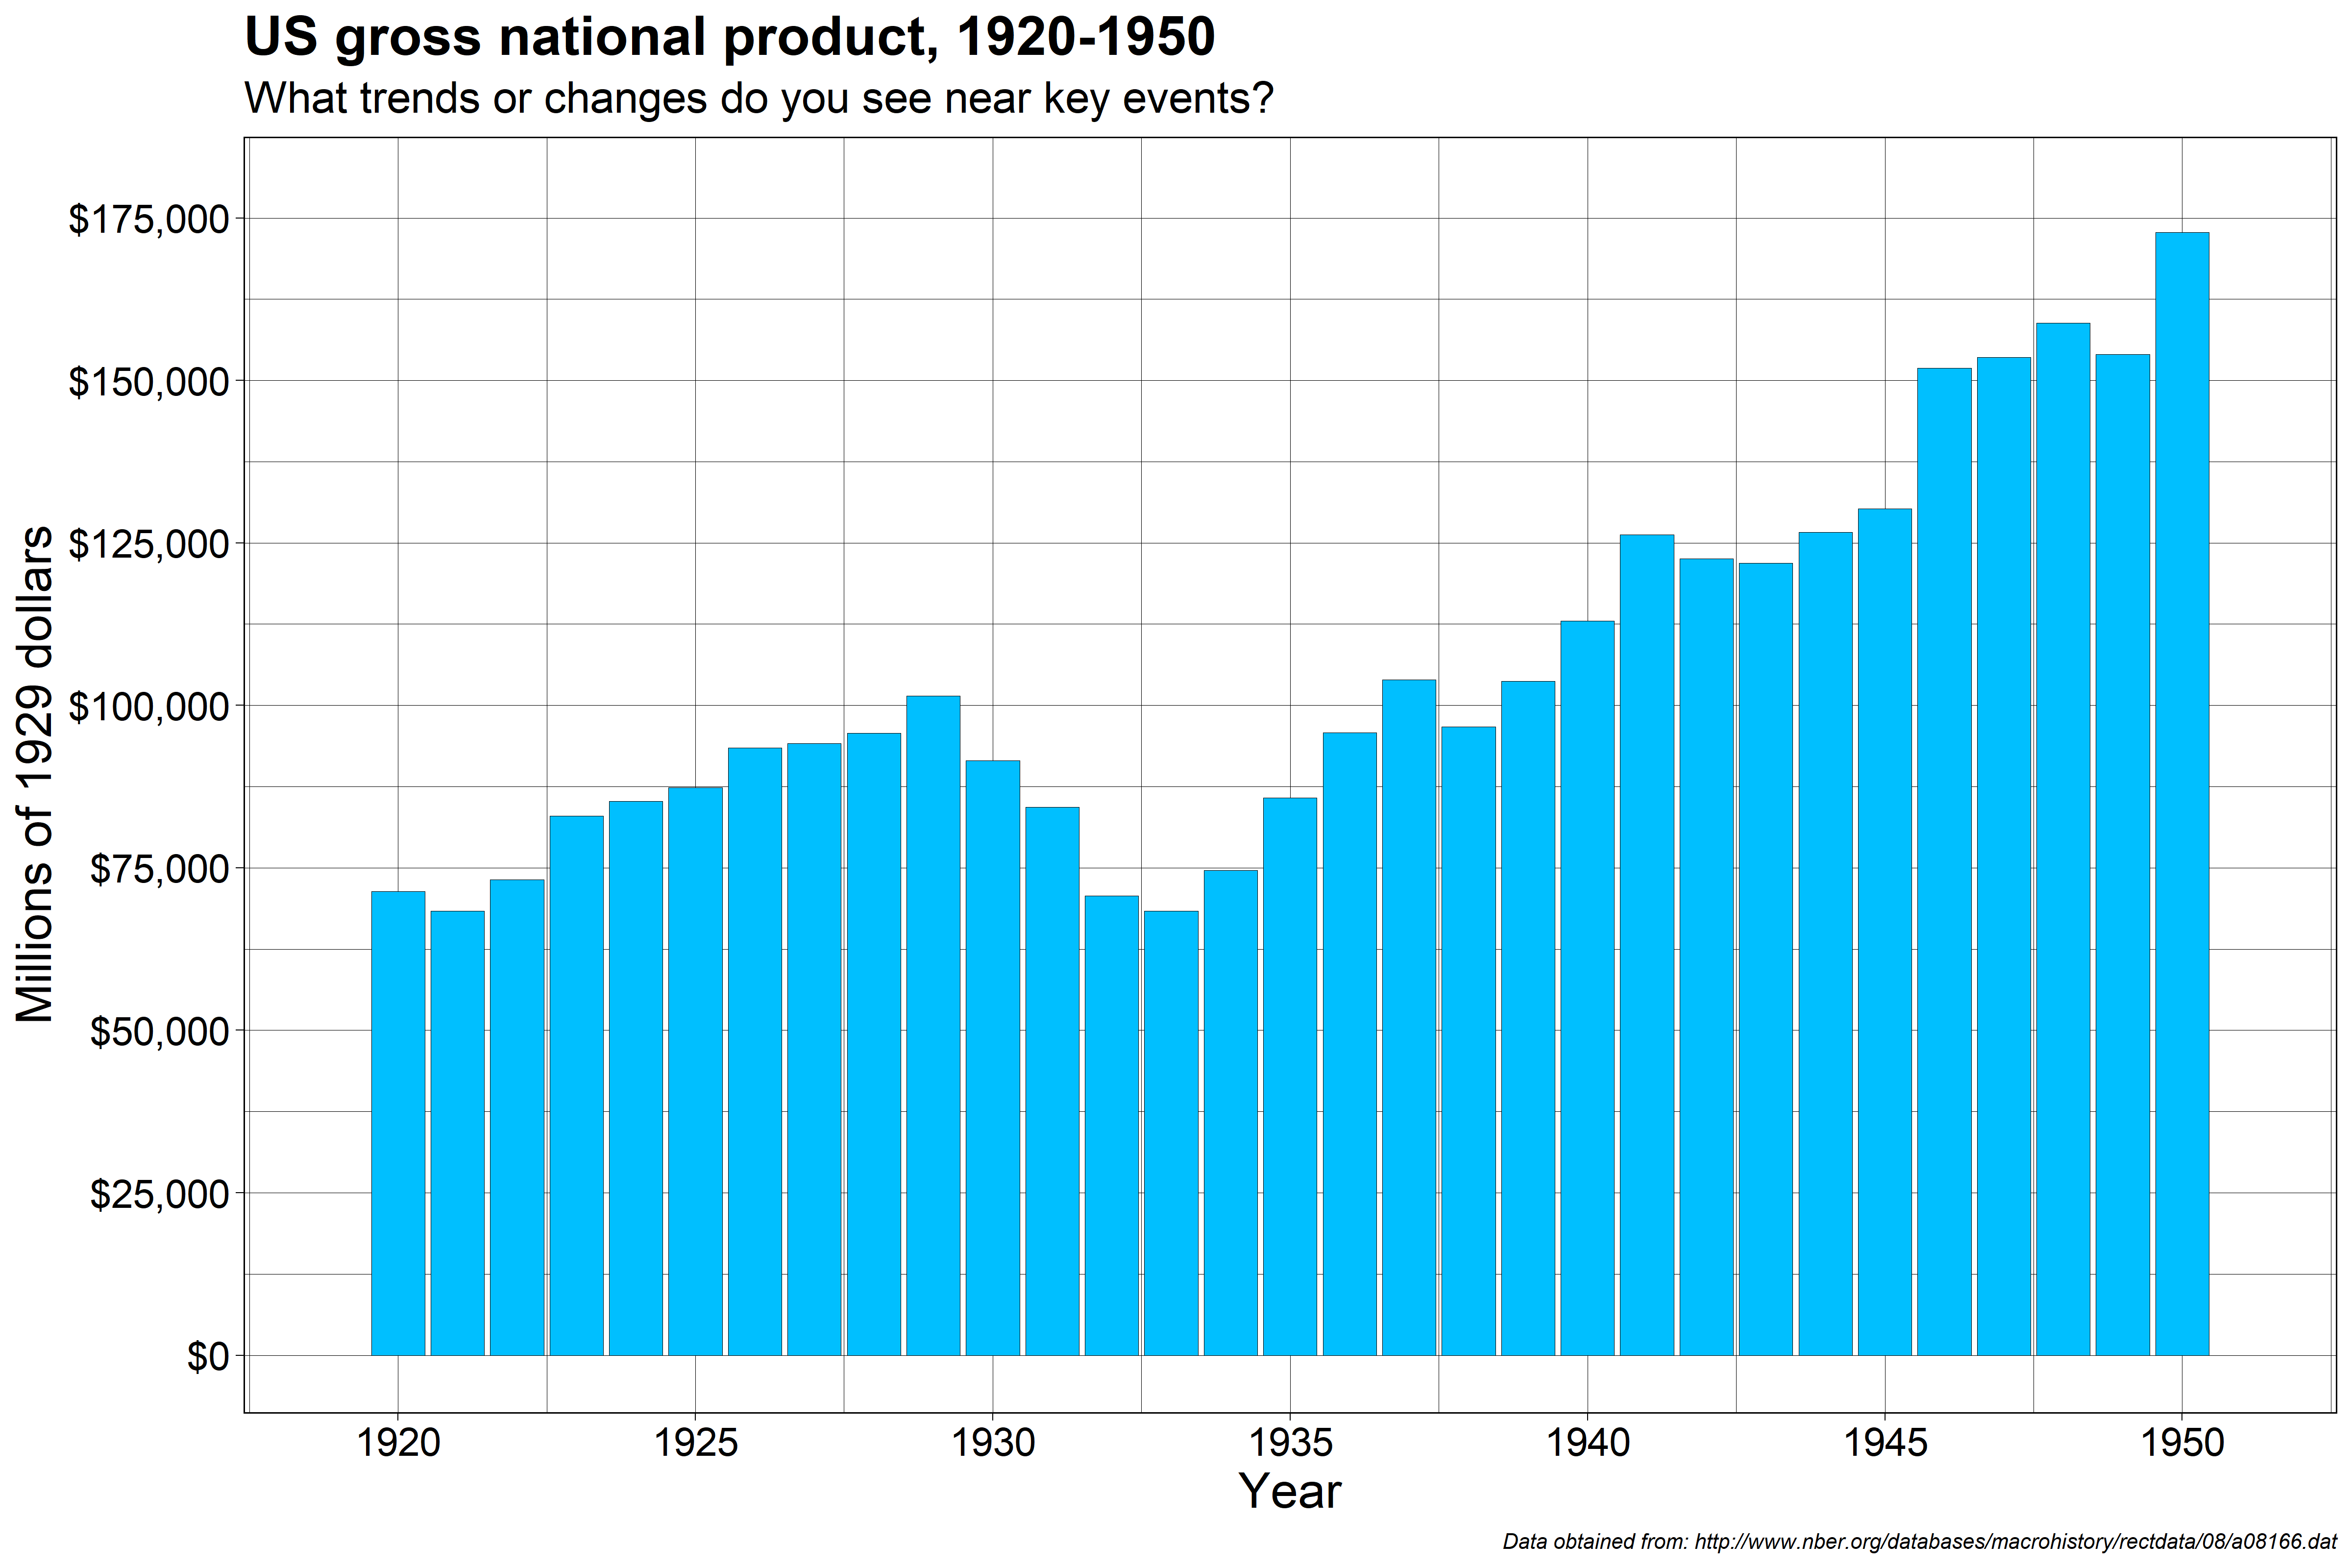 US gross national product, 1920-1950
What trends or changes do you see near key events?
Millions of 1929 dollars
$175,000
$150,000
$125,000
$100,000
$75,000
$50,000
$25,000
$0
1920 1925 1930 1935 1940 1945 1950
Year
Data obtained from: http://www.nber.org/databases/macrohistory/rectdata/08/a08166.dat